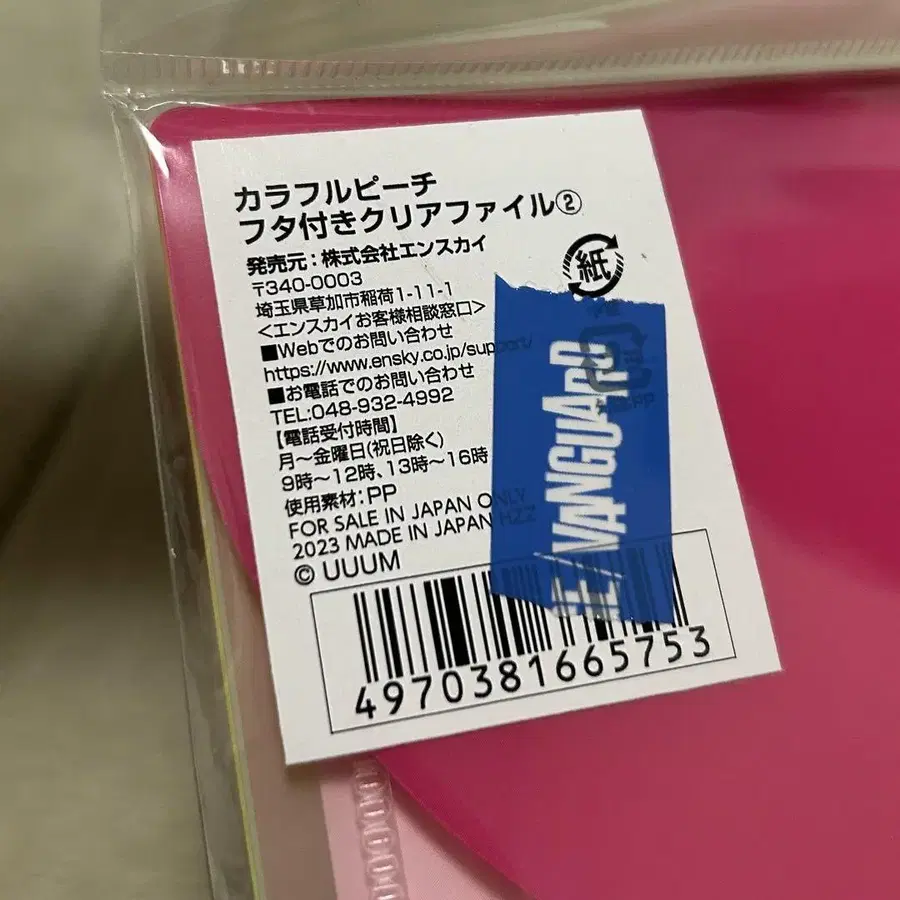 カラフルピーチ
フタ付きクリアファイル②
発売元:株式会社エンスカイ
〒340-0003
埼玉県草加市稲荷1-11-1
<エンスカイお客様相談窓口>
■Webでのお問い合わせ
https://www.ensky.co.jp/support/
■お電話でのお問い合わせ
TEL:048-932-4992
【電話受付時間】
月〜金曜日(祝日除く)
9時〜12時、13時〜16時
使用素材:PP
FOR SALE IN JAPAN ONLY
2023 MADE IN JAPAN HZZ
© UUUM
紙
VANGUARD
4970381665753